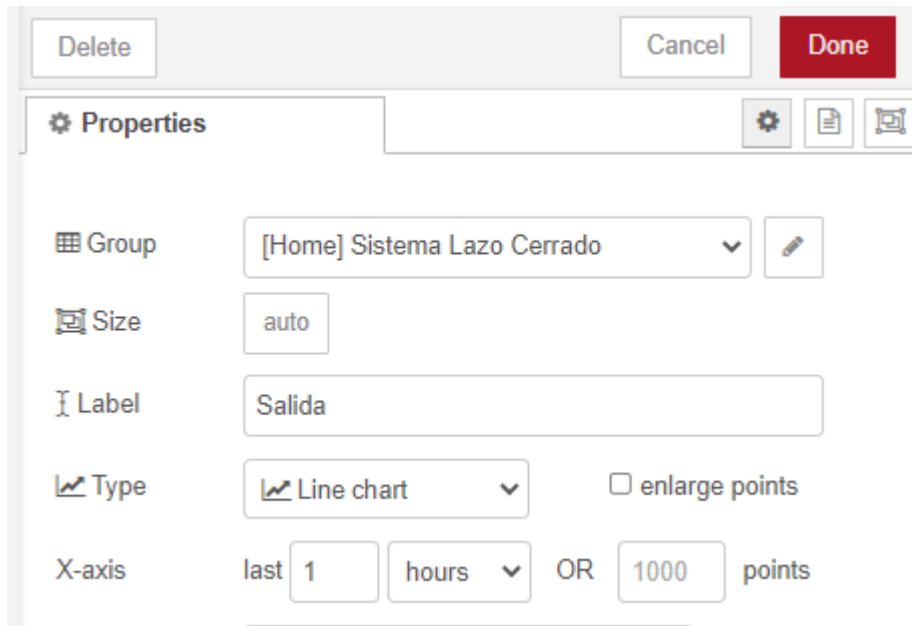 Delete Cancel Done
Properties
Group [Home] Sistema Lazo Cerrado
Size auto
Label Salida
Type Line chart enlarge points
X-axis last 1 hours OR 1000 points